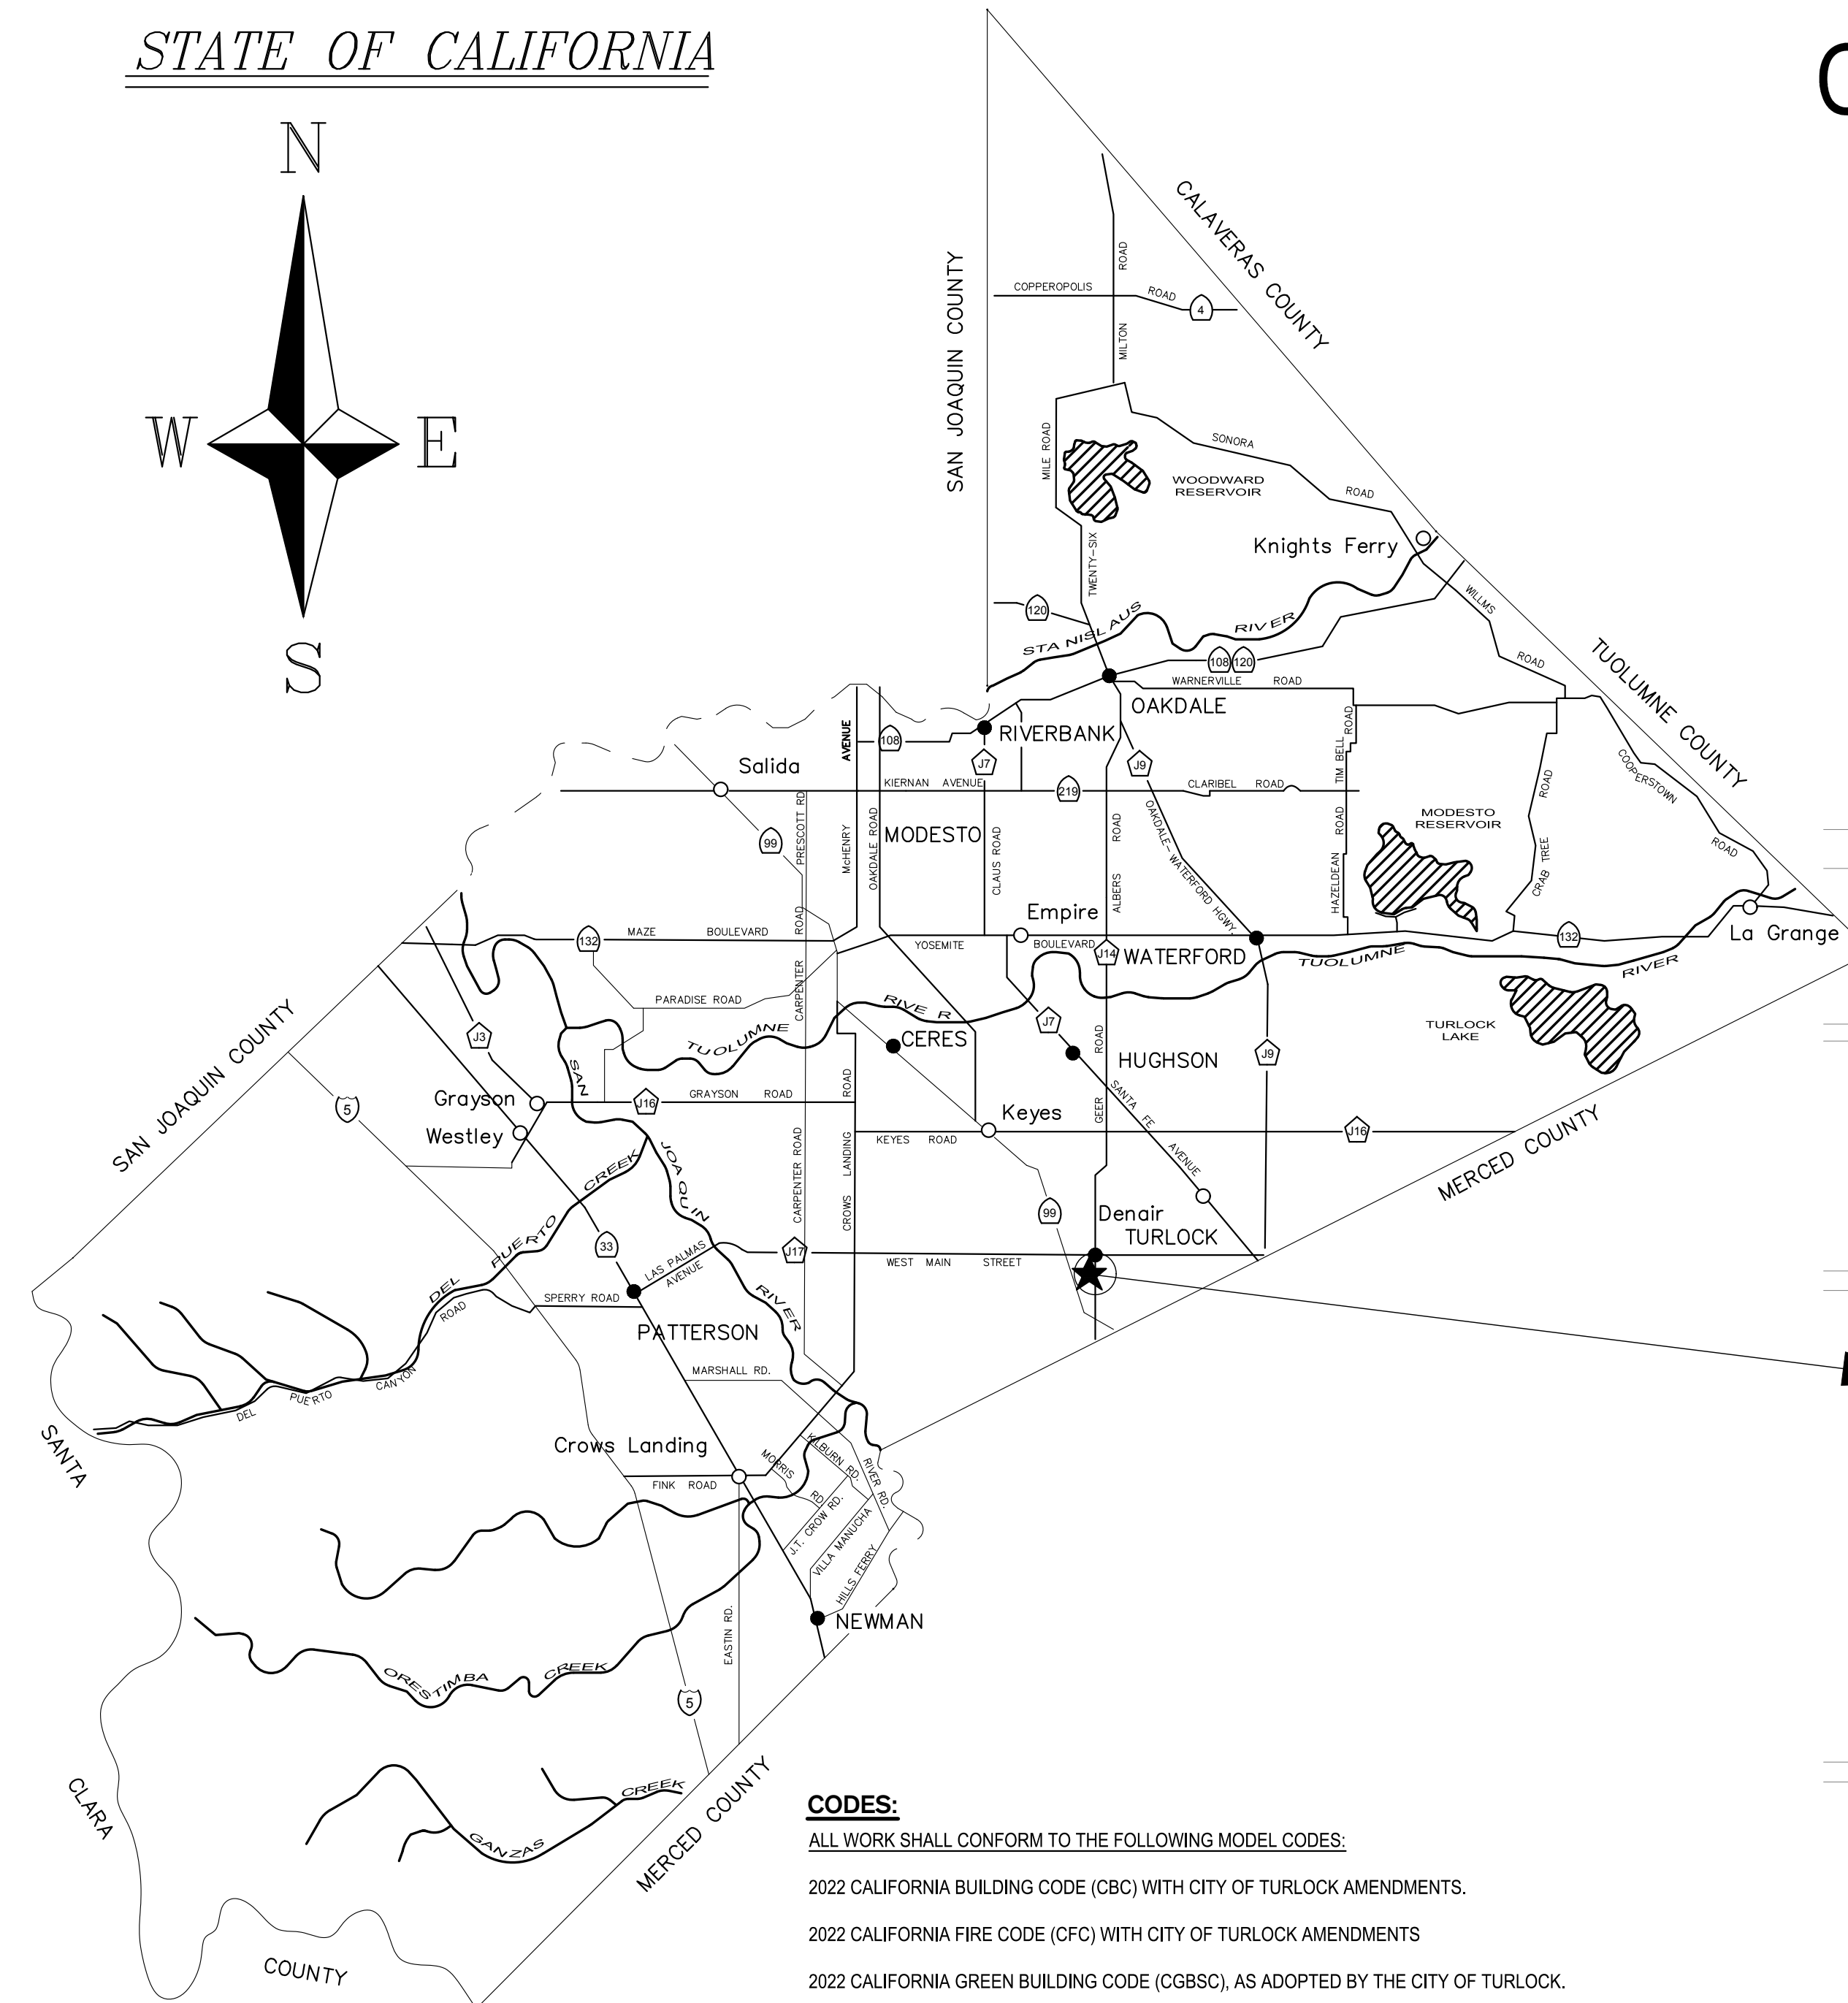 STATE OF CALIFORNIA
N
W
E
S
SAN JOAQUIN COUNTY
CALAVERAS COUNTY
COPPEROPOLIS
ROAD
4
ROAD
MILTON
MILE ROAD
TWENTY-SIX
SONORA
ROAD
WOODWARD
RESERVOIR
Knights Ferry
120
STANISLAUS
RIVER
108
120
WILLMS
ROAD
TUOLUMNE COUNTY
WARNERVILLE ROAD
OAKDALE
RIVERBANK
108
J7
J9
AVENUE
Salida
KIERNAN AVENUE
219
CLARIBEL ROAD
TIM BELL
ROAD
COOPERSTOWN
ROAD
ROAD
CRAB TREE
MODESTO
RESERVOIR
99
PRESCOTT RD
McHENRY
OAKDALE ROAD
MODESTO
CLAUS ROAD
ALBERS
ROAD
OAKDALE-WATERFORD HGWY.
HAZELDEAN
ROAD
Empire
132
MAZE BOULEVARD
ROAD
YOSEMITE
BOULEVARD
J14
WATERFORD
132
La Grange
TUOLUMNE
RIVER
CARPENTER
PARADISE ROAD
TUOLUMNE
RIVE R
CERES
J7
HUGHSON
J9
TURLOCK
LAKE
SAN JOAQUIN COUNTY
J3
5
SAN
Grayson
Westley
J16
GRAYSON ROAD
ROAD
Keyes
KEYES ROAD
GEER
ROAD
SANTA FE
AVENUE
J16
MERCED COUNTY
CREEK
PUERTO
DEL
JOAQUIN
RIVER
CARPENTER ROAD
CROWS
LANDING
99
Denair
TURLOCK
33
LAS PALMAS
AVENUE
J17
WEST MAIN STREET
SPERRY ROAD
ROAD
PATTERSON
MARSHALL RD.
CANYON
PUERTO
DEL
SANTA
Crows Landing
FINK ROAD
MORRIS
RD.
KILBURN RD.
RIVER RD.
J.T. CROW RD.
VILLA MANUCHA
HILLS FERRY
NEWMAN
EASTIN RD.
ORESTIMBA
CREEK
5
CLARA
GANZAS
CREEK
MERCED COUNTY
COUNTY
CODES:
ALL WORK SHALL CONFORM TO THE FOLLOWING MODEL CODES:
2022 CALIFORNIA BUILDING CODE (CBC) WITH CITY OF TURLOCK AMENDMENTS.
2022 CALIFORNIA FIRE CODE (CFC) WITH CITY OF TURLOCK AMENDMENTS
2022 CALIFORNIA GREEN BUILDING CODE (CGBSC), AS ADOPTED BY THE CITY OF TURLOCK.